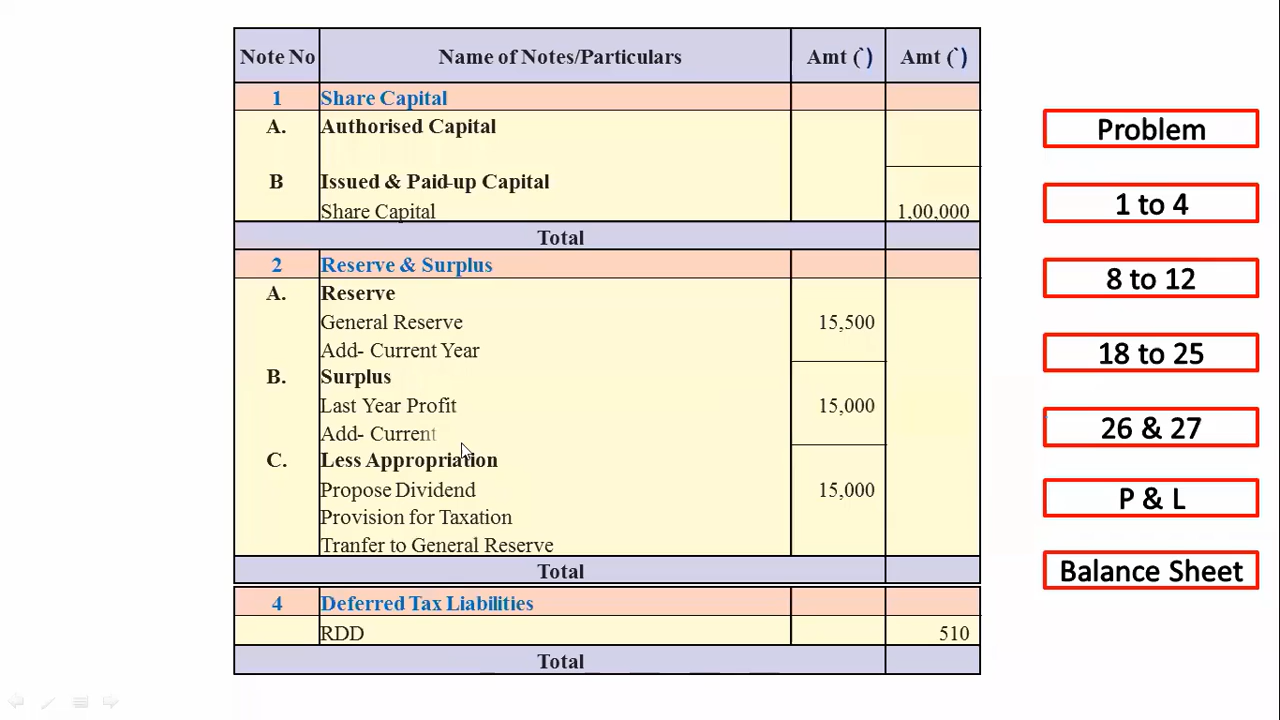 Note No Name of Notes/Particulars Amt (`) Amt (`)
1 Share Capital
A. Authorised Capital
B Issued & Paid-up Capital
Share Capital 1,00,000
Total
2 Reserve & Surplus
A. Reserve
General Reserve 15,500
Add- Current Year
B. Surplus
Last Year Profit 15,000
Add- Current
C. Less Appropriation
Propose Dividend 15,000
Provision for Taxation
Tranfer to General Reserve
Total
4 Deferred Tax Liabilities
RDD 510
Total
Problem
1 to 4
8 to 12
18 to 25
26 & 27
P & L
Balance Sheet